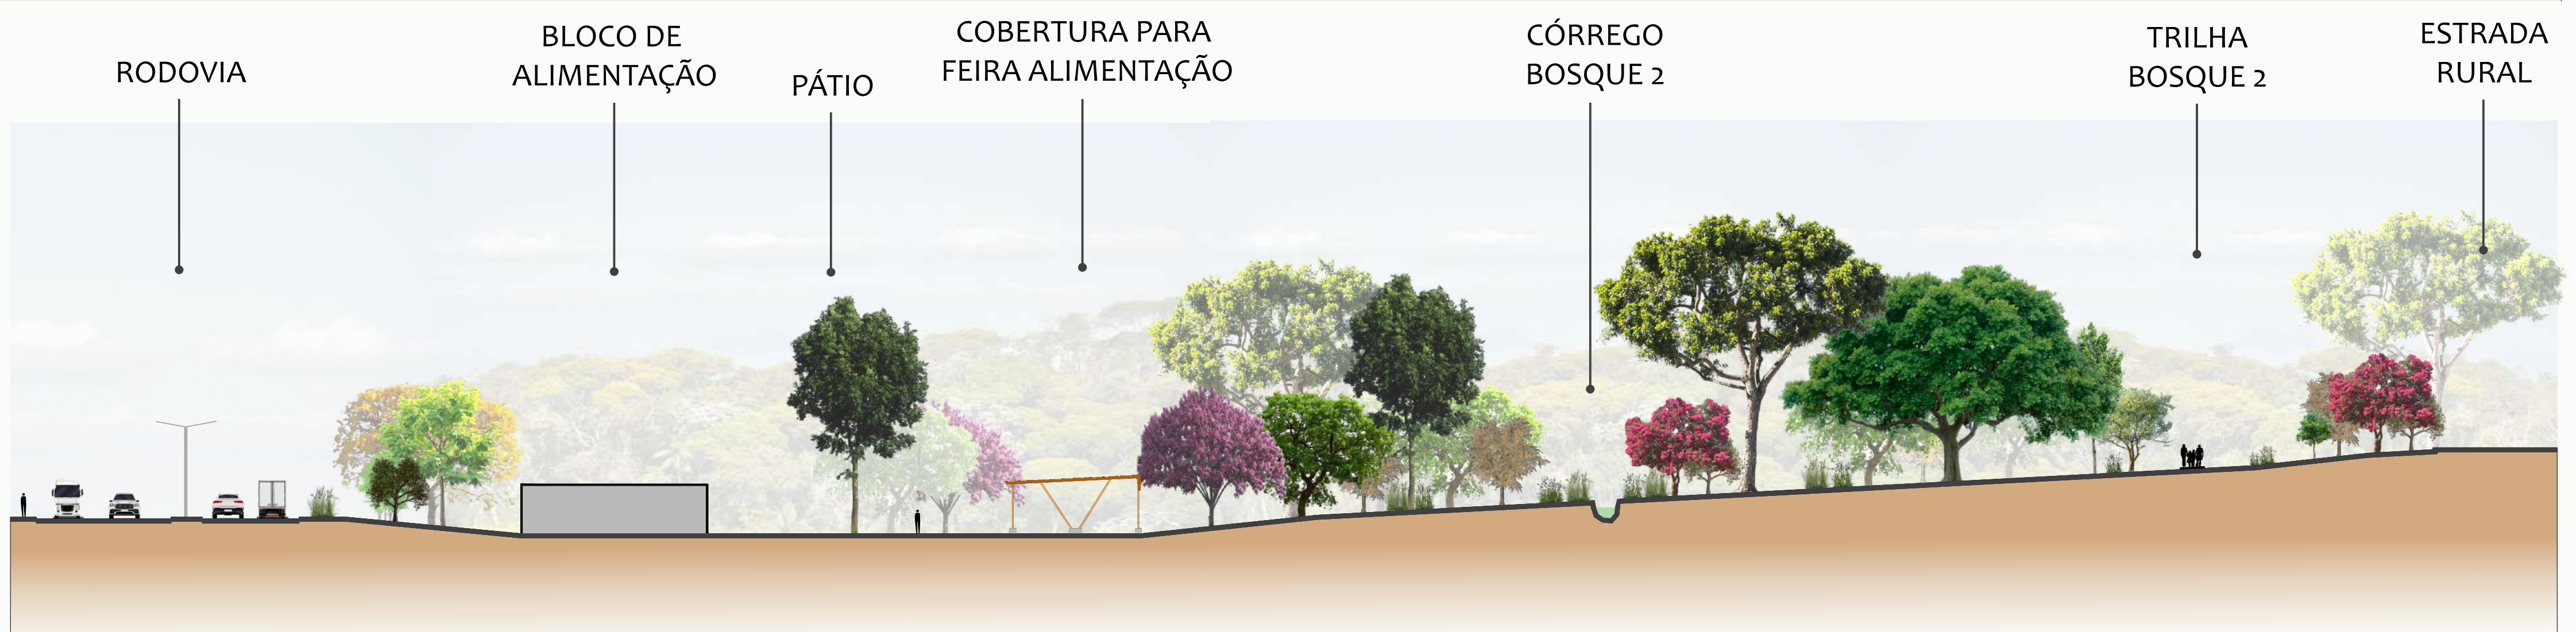 RODOVIA
BLOCO DE
ALIMENTAÇÃO
PÁTIO
COBERTURA PARA
FEIRA ALIMENTAÇÃO
CÓRREGO
BOSQUE 2
TRILHA
BOSQUE 2
ESTRADA
RURAL